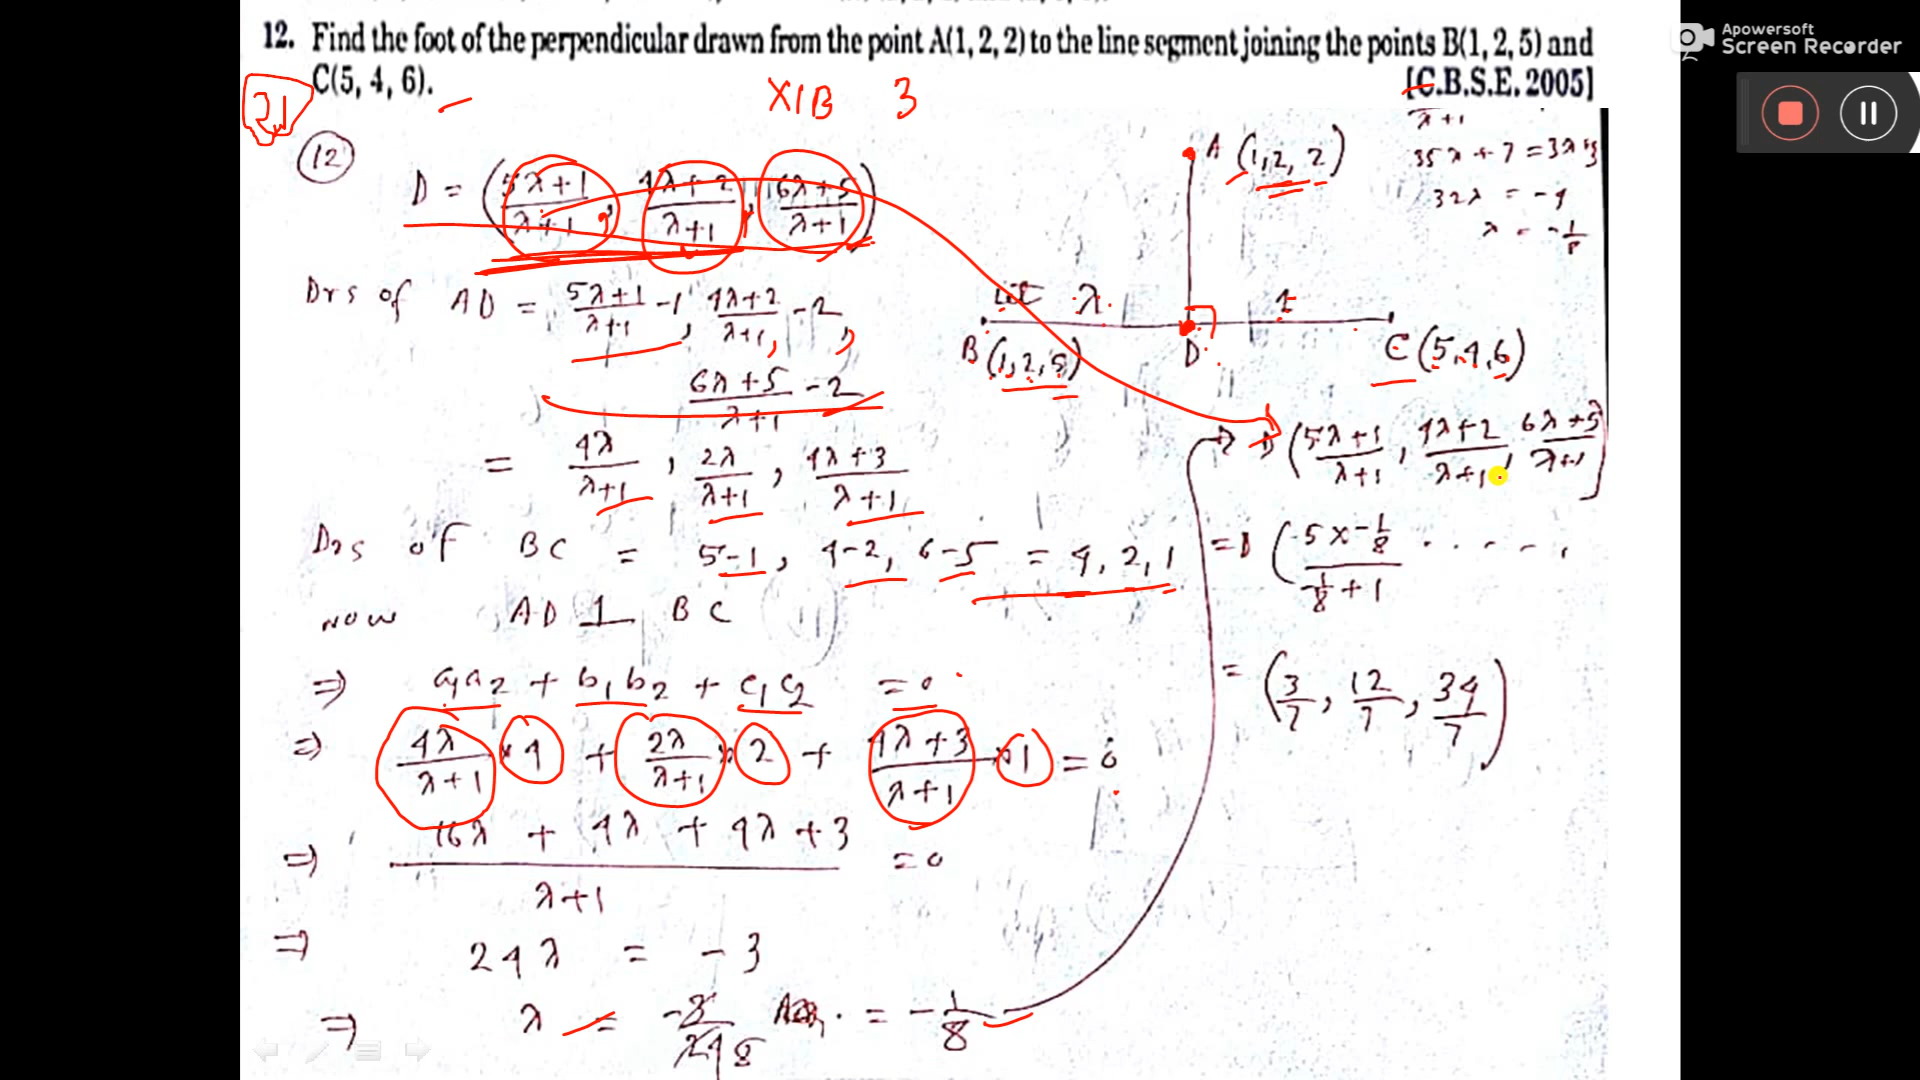 12. Find the foot of the perpendicular drawn from the point A(1, 2, 2) to the line segment joining the points B(1, 2, 5) and
C(5, 4, 6). [C.B.S.E. 2005]
Apowersoft
Screen Recorder
21
XIB 3
(12)
D = (5λ+1/λ+1, 4λ+2/λ+1, 6λ+5/λ+1)
Drs of AD = 5λ+1/λ+1 -1, 4λ+2/λ+1 -2,
6λ+5/λ+1 -2
= 4λ/λ+1, 2λ/λ+1, 4λ+3/λ+1
Drs of BC = 5-1, 4-2, 6-5 = 4, 2, 1
Now AD ⊥ BC
⇒ a₁a₂ + b₁b₂ + c₁c₂ = 0
⇒ 4λ/λ+1 × 4 + 2λ/λ+1 × 2 + 4λ+3/λ+1 × 1 = 0
⇒ 16λ + 4λ + 4λ + 3/λ+1 = 0
⇒ 24λ = -3
⇒ λ = -3/24 8 = -1/8
λ+1
35λ + 7 = 3λ+3
32λ = -4
λ = -1/8
A (1, 2, 2)
Let λ 1
B (1, 2, 5) D C (5, 4, 6)
D (5λ+1/λ+1, 4λ+2/λ+1, 6λ+5/λ+1)
= D (5×-1/8/-1/8+1 ......,
= (3/7, 12/7, 34/7)